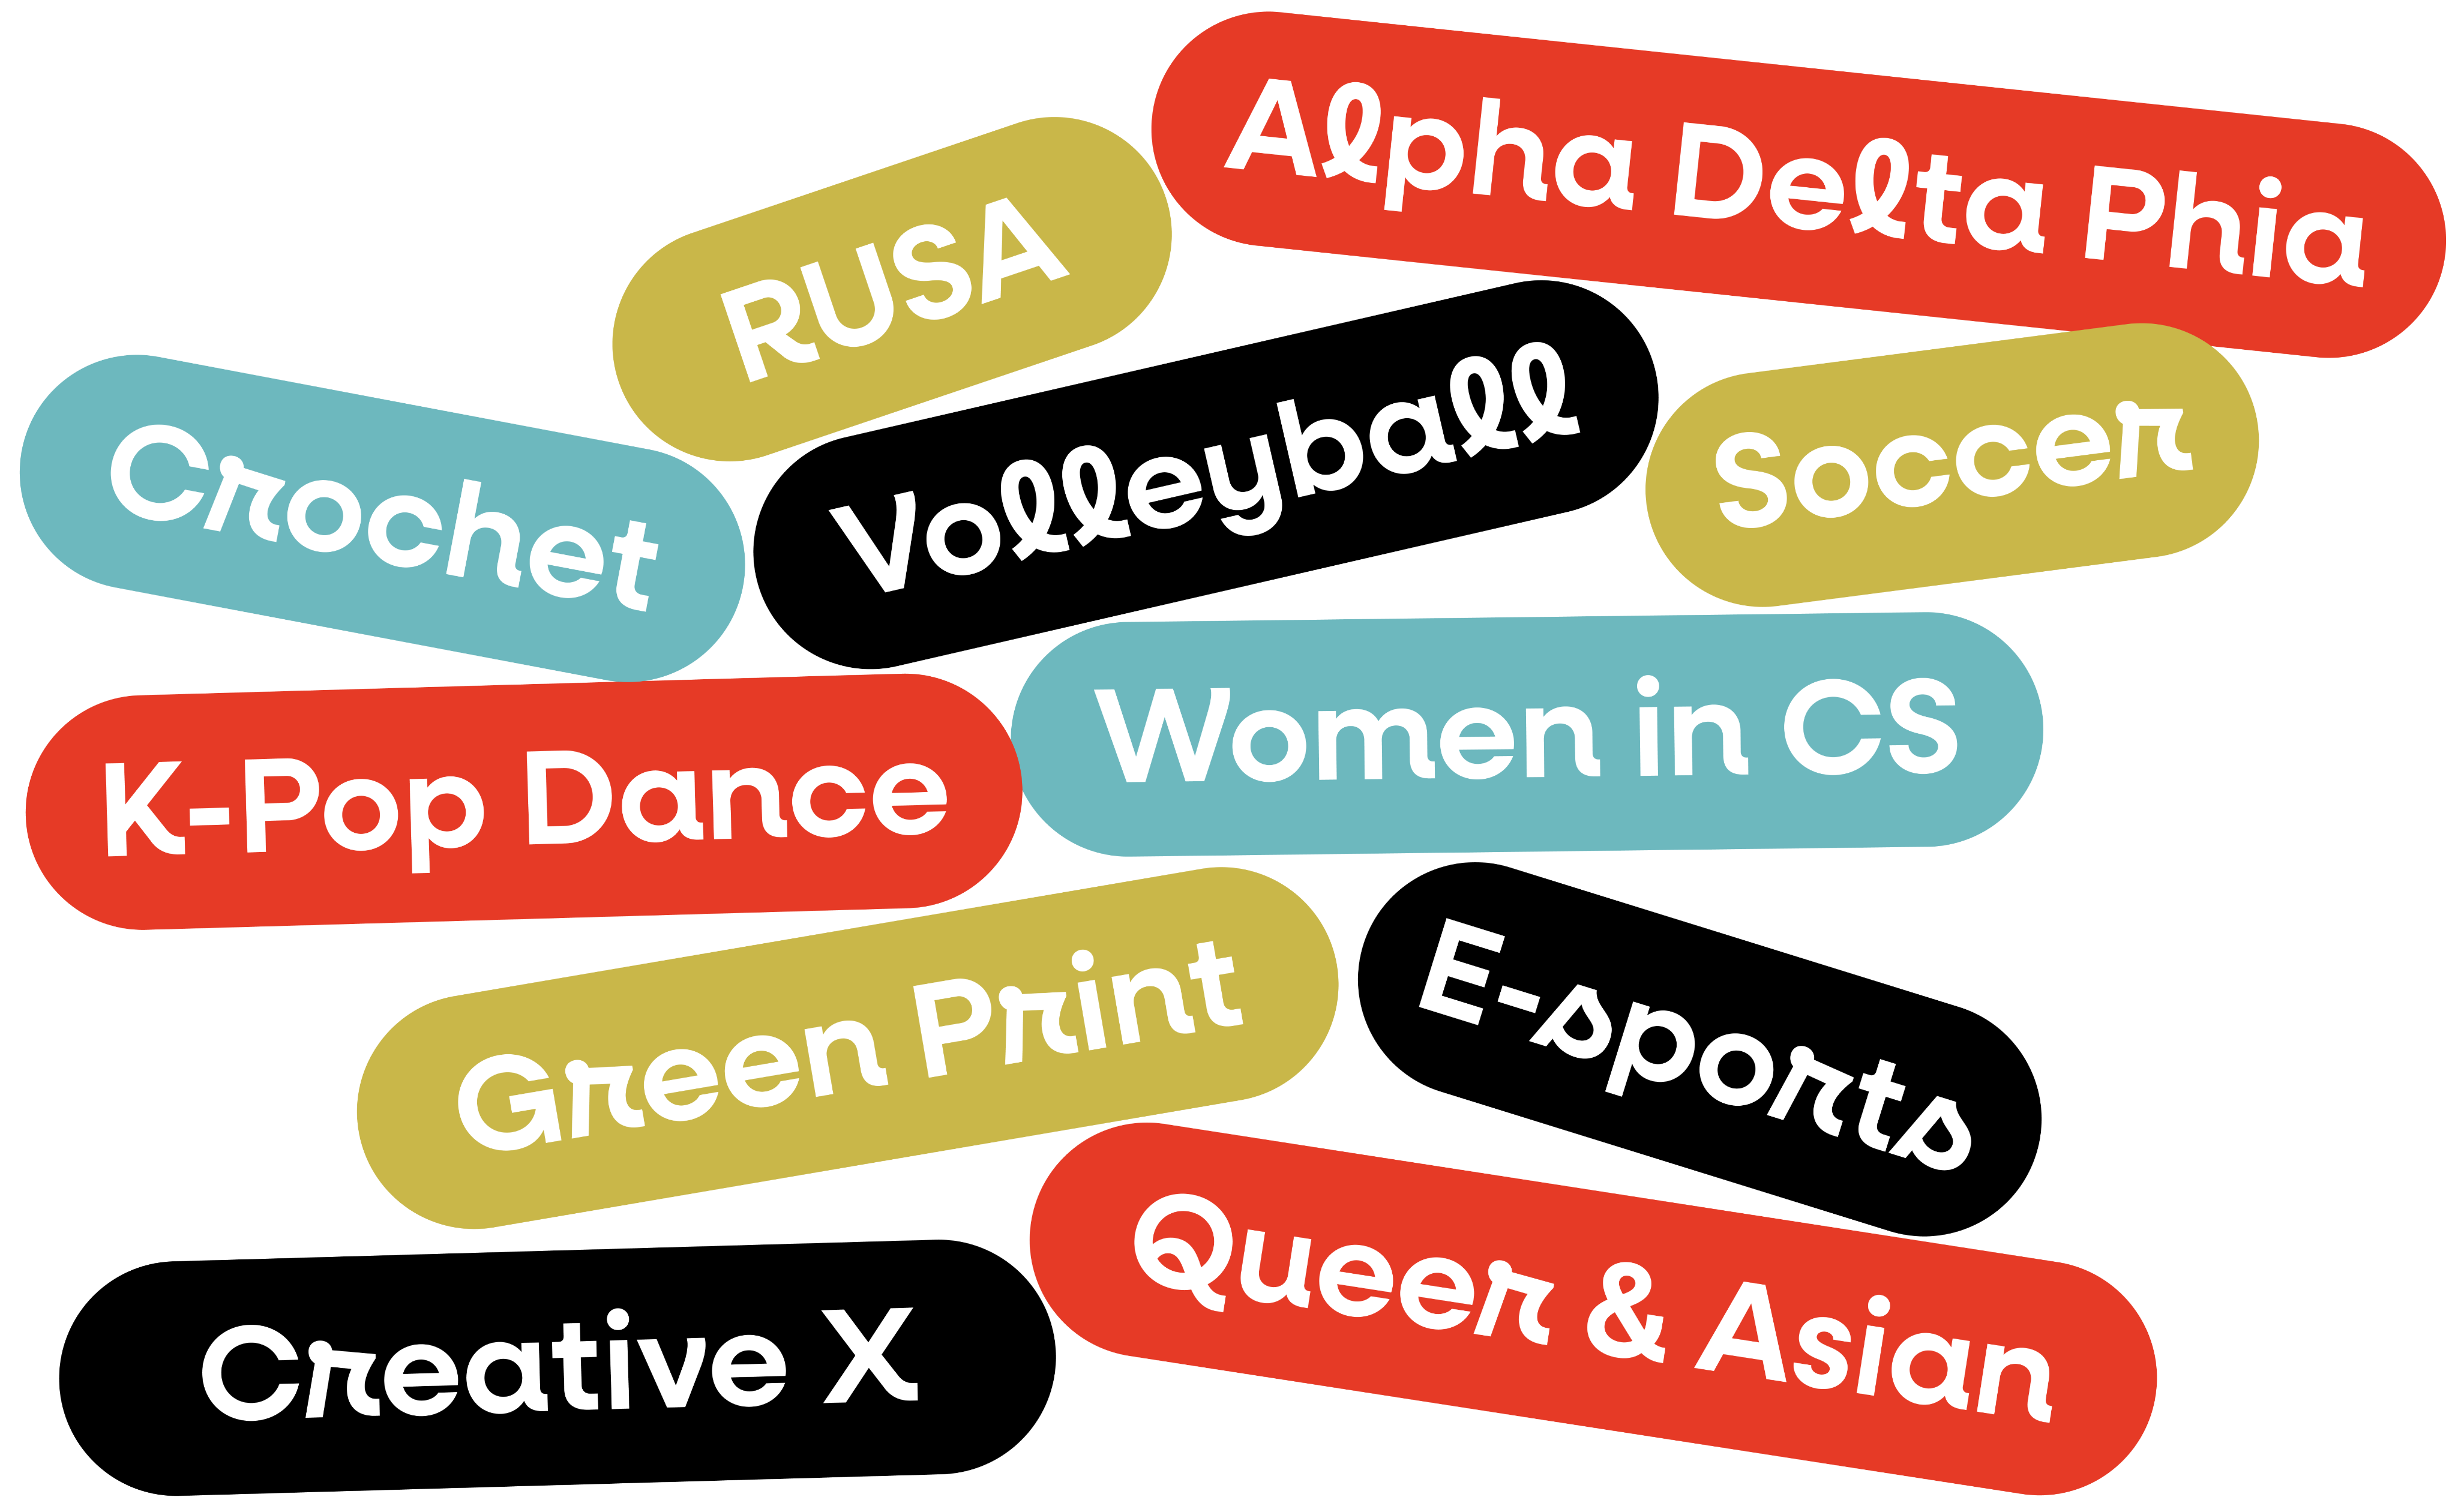 Alpha Delta Phia
RUSA
Volleyball
Soccer
Crochet
Women in CS
K-Pop Dance
Green Print
E-sports
Queer & Asian
Creative X